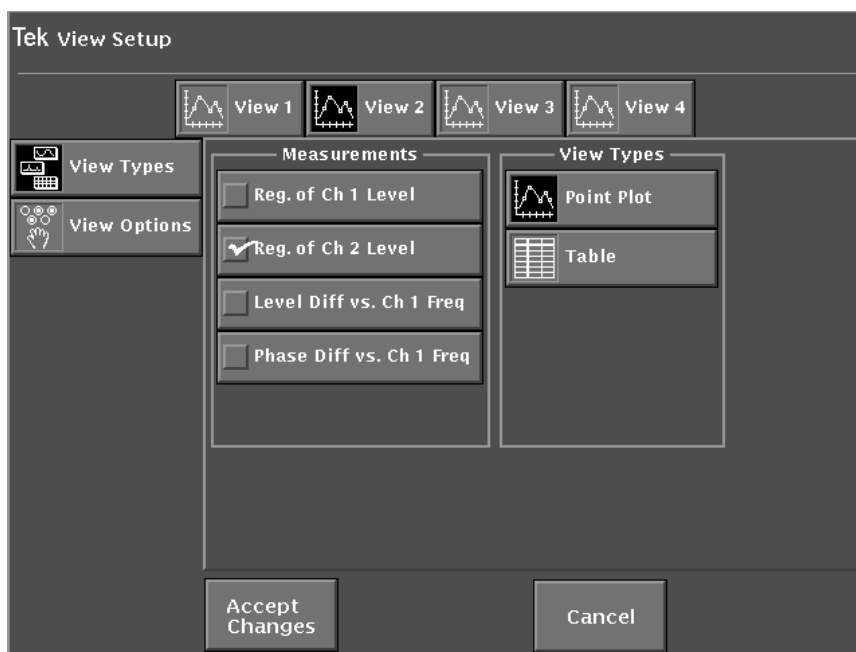 Tek View Setup
View 1
View 2
View 3
View 4
View Types
View Options
Measurements
Reg. of Ch 1 Level
Reg. of Ch 2 Level
Level Diff vs. Ch 1 Freq
Phase Diff vs. Ch 1 Freq
View Types
Point Plot
Table
Accept
Changes
Cancel